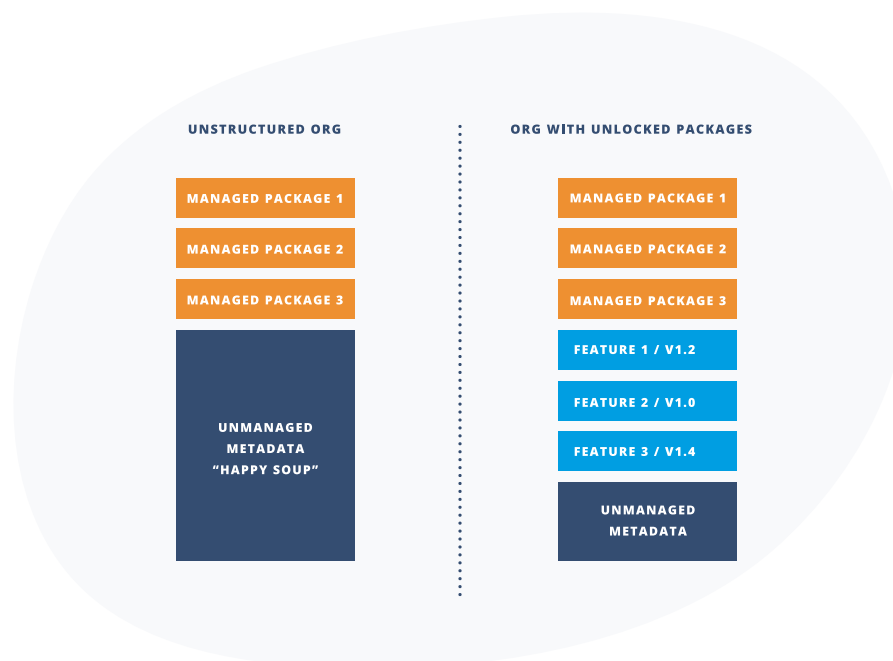 UNSTRUCTURED ORG
MANAGED PACKAGE 1
MANAGED PACKAGE 2
MANAGED PACKAGE 3
UNMANAGED
METADATA
“HAPPY SOUP”
ORG WITH UNLOCKED PACKAGES
MANAGED PACKAGE 1
MANAGED PACKAGE 2
MANAGED PACKAGE 3
FEATURE 1 / V1.2
FEATURE 2 / V1.0
FEATURE 3 / V1.4
UNMANAGED
METADATA